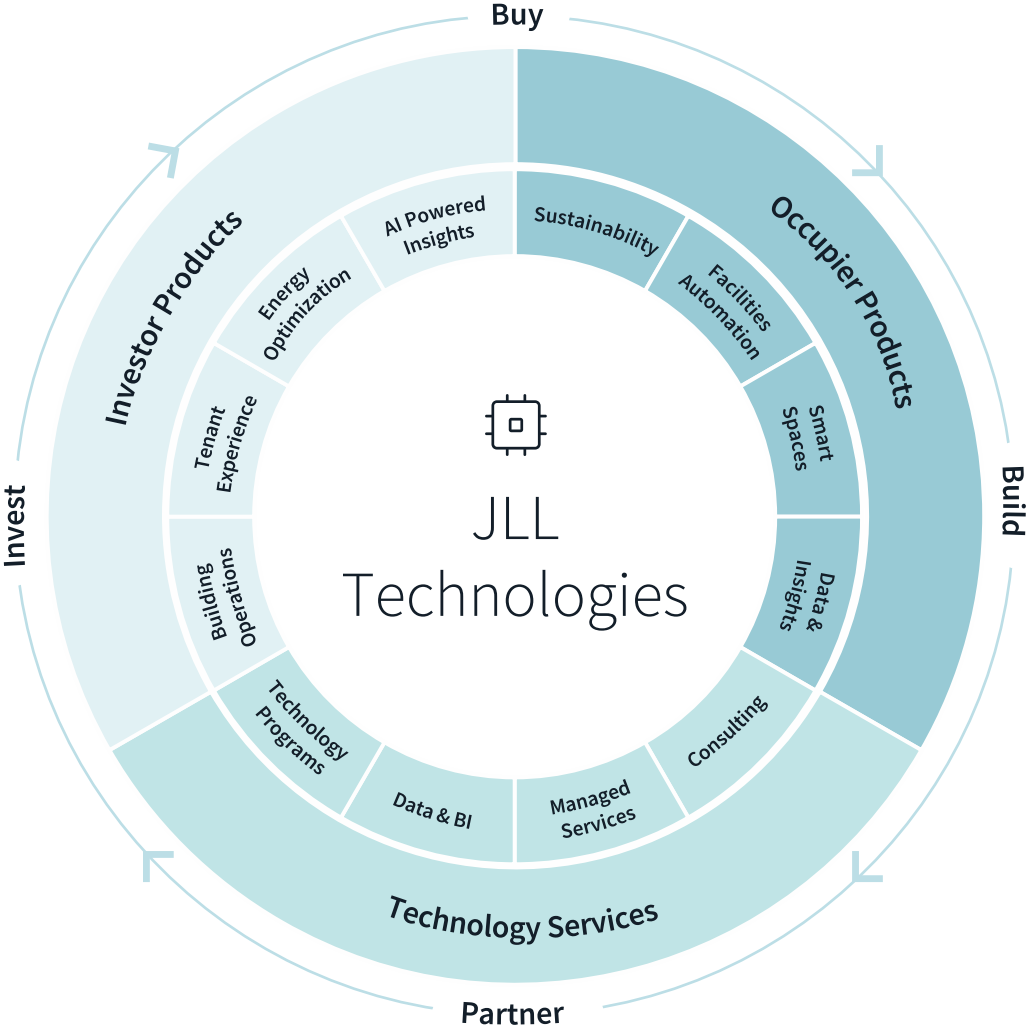 Buy
Build
Partner
Invest
Occupier Products
Sustainability
Facilities
Automation
Smart
Spaces
Data &
Insights
Technology Services
Consulting
Managed
Services
Data & BI
Technology
Programs
Investor Products
Building
Operations
Tenant
Experience
Energy
Optimization
AI Powered
Insights
JLL
Technologies